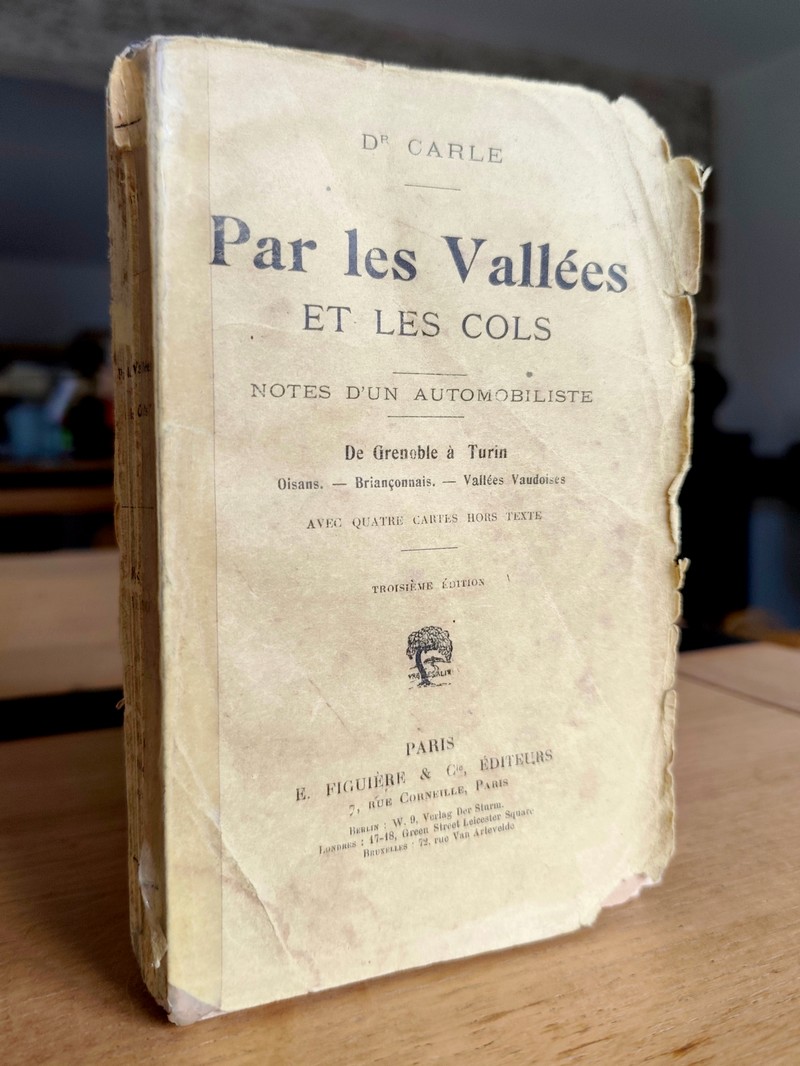 Dʳ CARLE
Par les Vallées
ET LES COLS
NOTES D'UN AUTOMOBILISTE
De Grenoble à Turin
Oisans. — Briançonnais. — Vallées Vaudoises
AVEC QUATRE CARTES HORS TEXTE
TROISIÈME ÉDITION
PARIS
E. FIGUIÈRE & Cⁱᵉ, ÉDITEURS
7, RUE CORNEILLE, PARIS
BERLIN : W. 9, Verlag Der Sturm.
LONDRES : 17-18, Green Street Leicester Square
BRUXELLES : 72, rue Van Artevelde